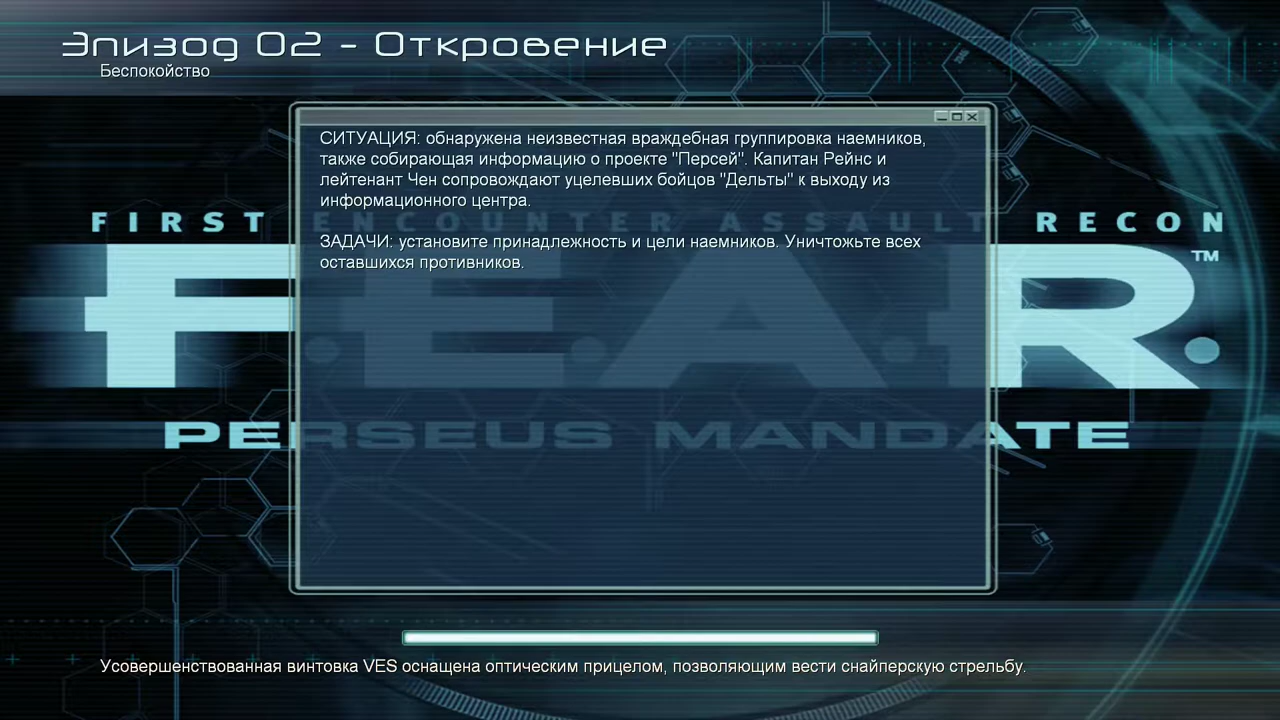 Эпизод 02 - Откровение
Беспокойство
СИТУАЦИЯ: обнаружена неизвестная враждебная группировка наемников,
также собирающая информацию о проекте "Персей". Капитан Рейнс и
лейтенант Чен сопровождают уцелевших бойцов "Дельты" к выходу из
информационного центра.
FIRST ENCOUNTER ASSAULT RECON
ЗАДАЧИ: установите принадлежность и цели наемников. Уничтожьте всех
оставшихся противников.
F.E.A.R.™
PERSEUS MANDATE
Усовершенствованная винтовка VES оснащена оптическим прицелом, позволяющим вести снайперскую стрельбу.